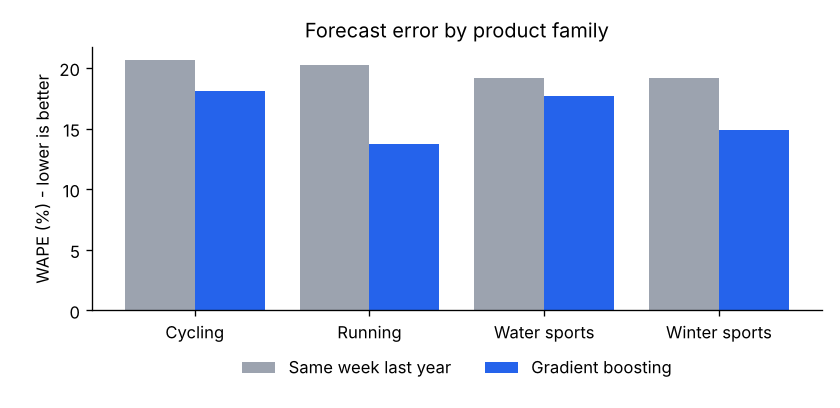 Forecast error by product family
WAPE (%) - lower is better
20
15
10
5
0
Cycling Running Water sports Winter sports
Same week last year Gradient boosting